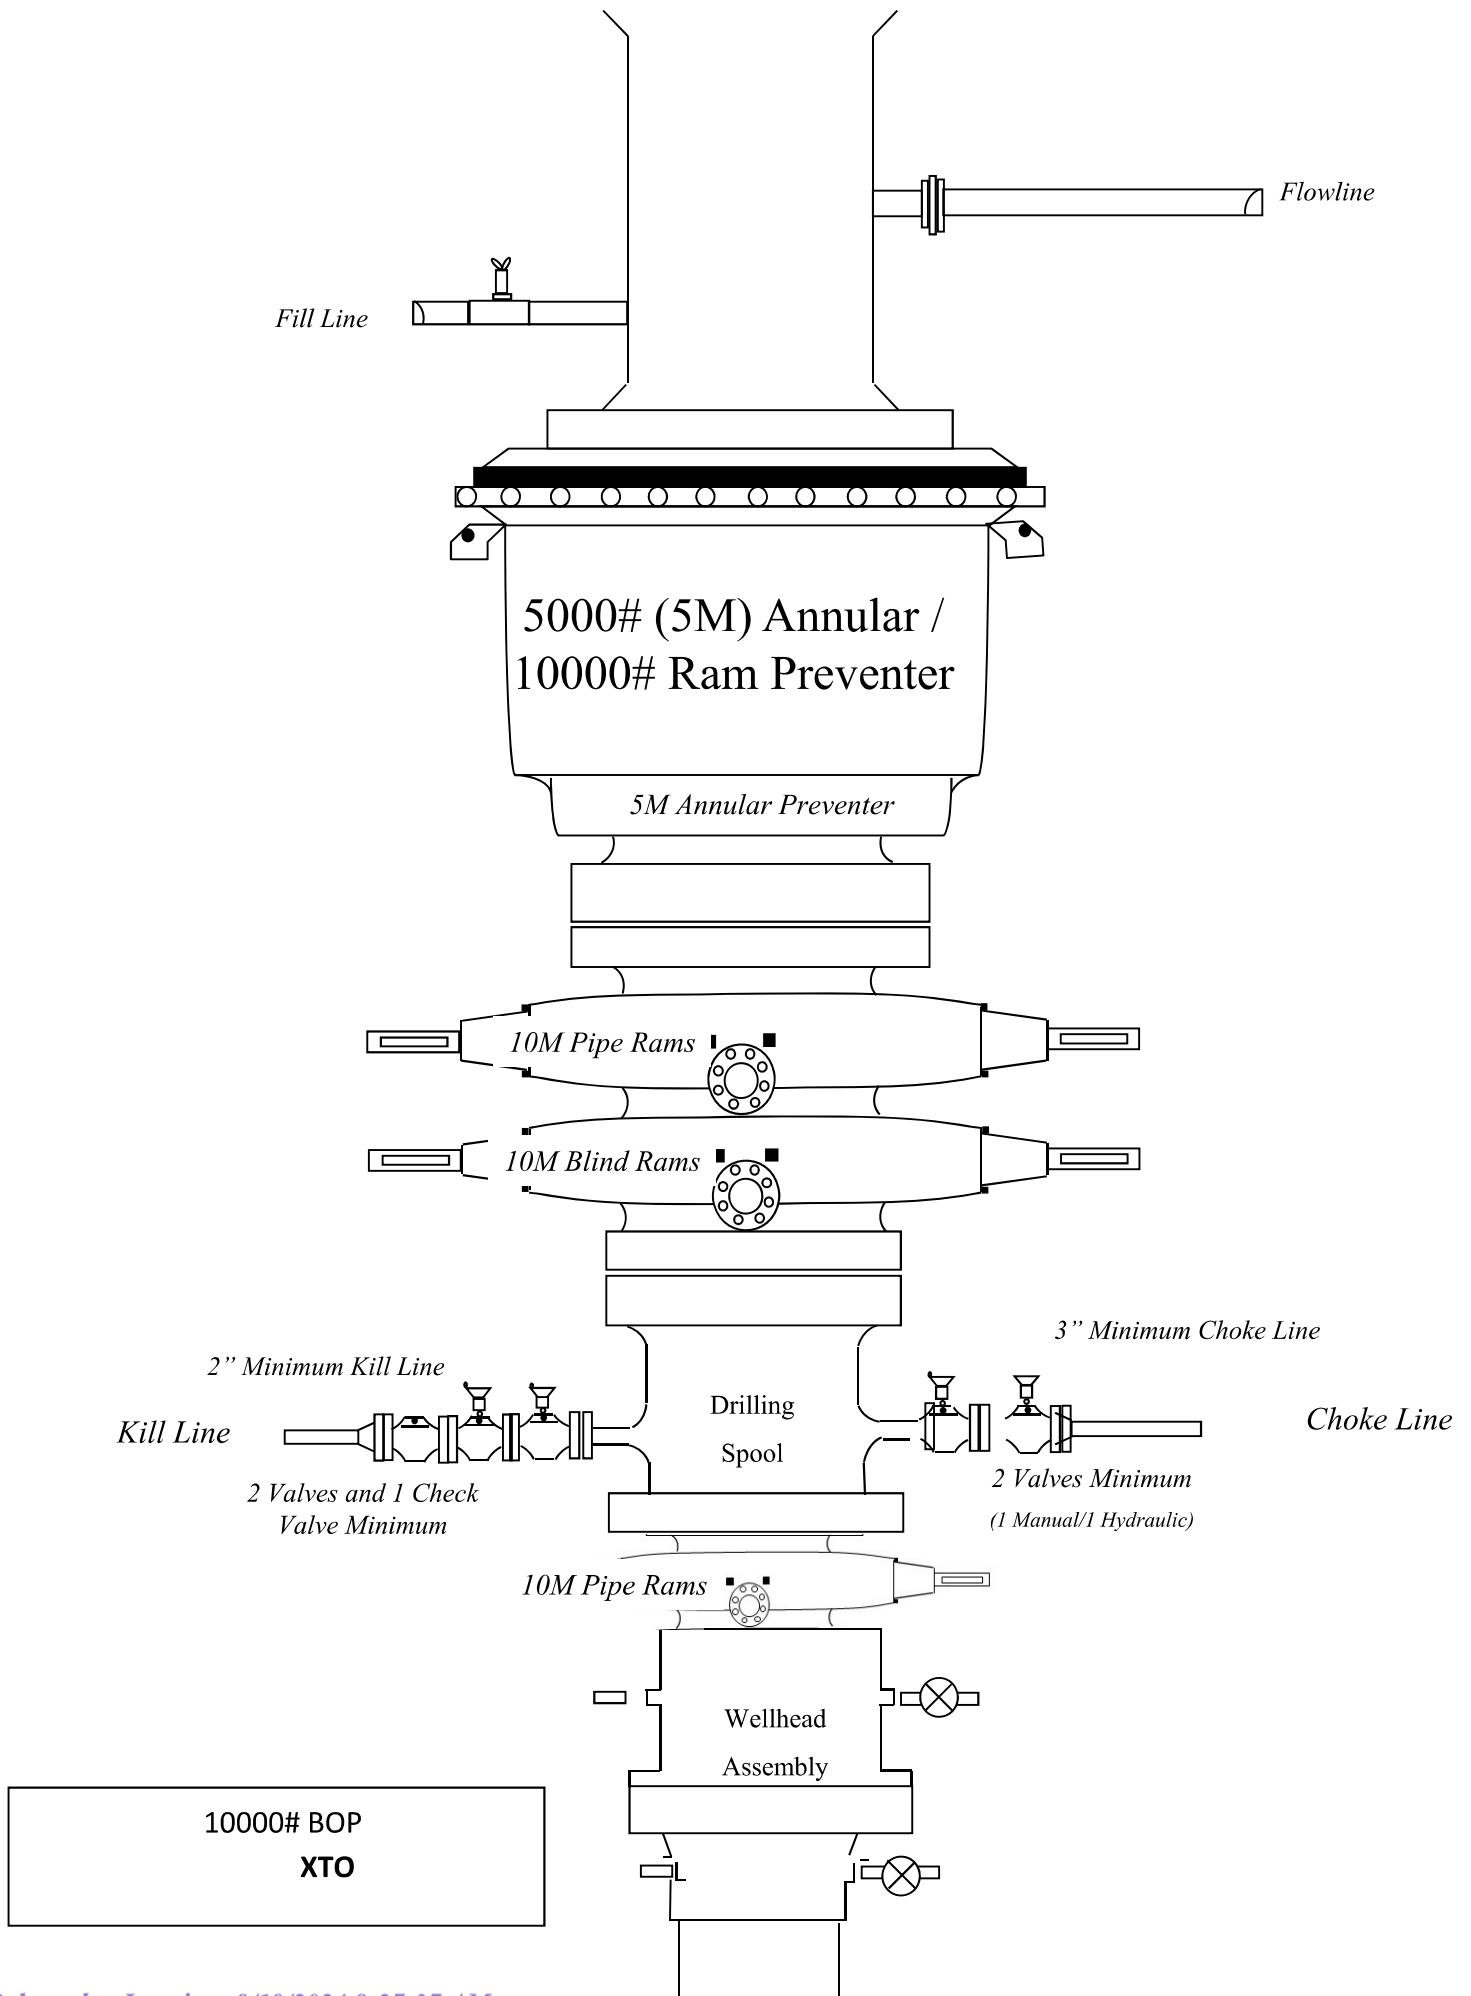 Flowline
Fill Line
5000# (5M) Annular /
10000# Ram Preventer
5M Annular Preventer
10M Pipe Rams
10M Blind Rams
3” Minimum Choke Line
2” Minimum Kill Line
Drilling
Spool
Kill Line
Choke Line
2 Valves and 1 Check
Valve Minimum
2 Valves Minimum
(1 Manual/1 Hydraulic)
10M Pipe Rams
Wellhead
Assembly
10000# BOP
XTO